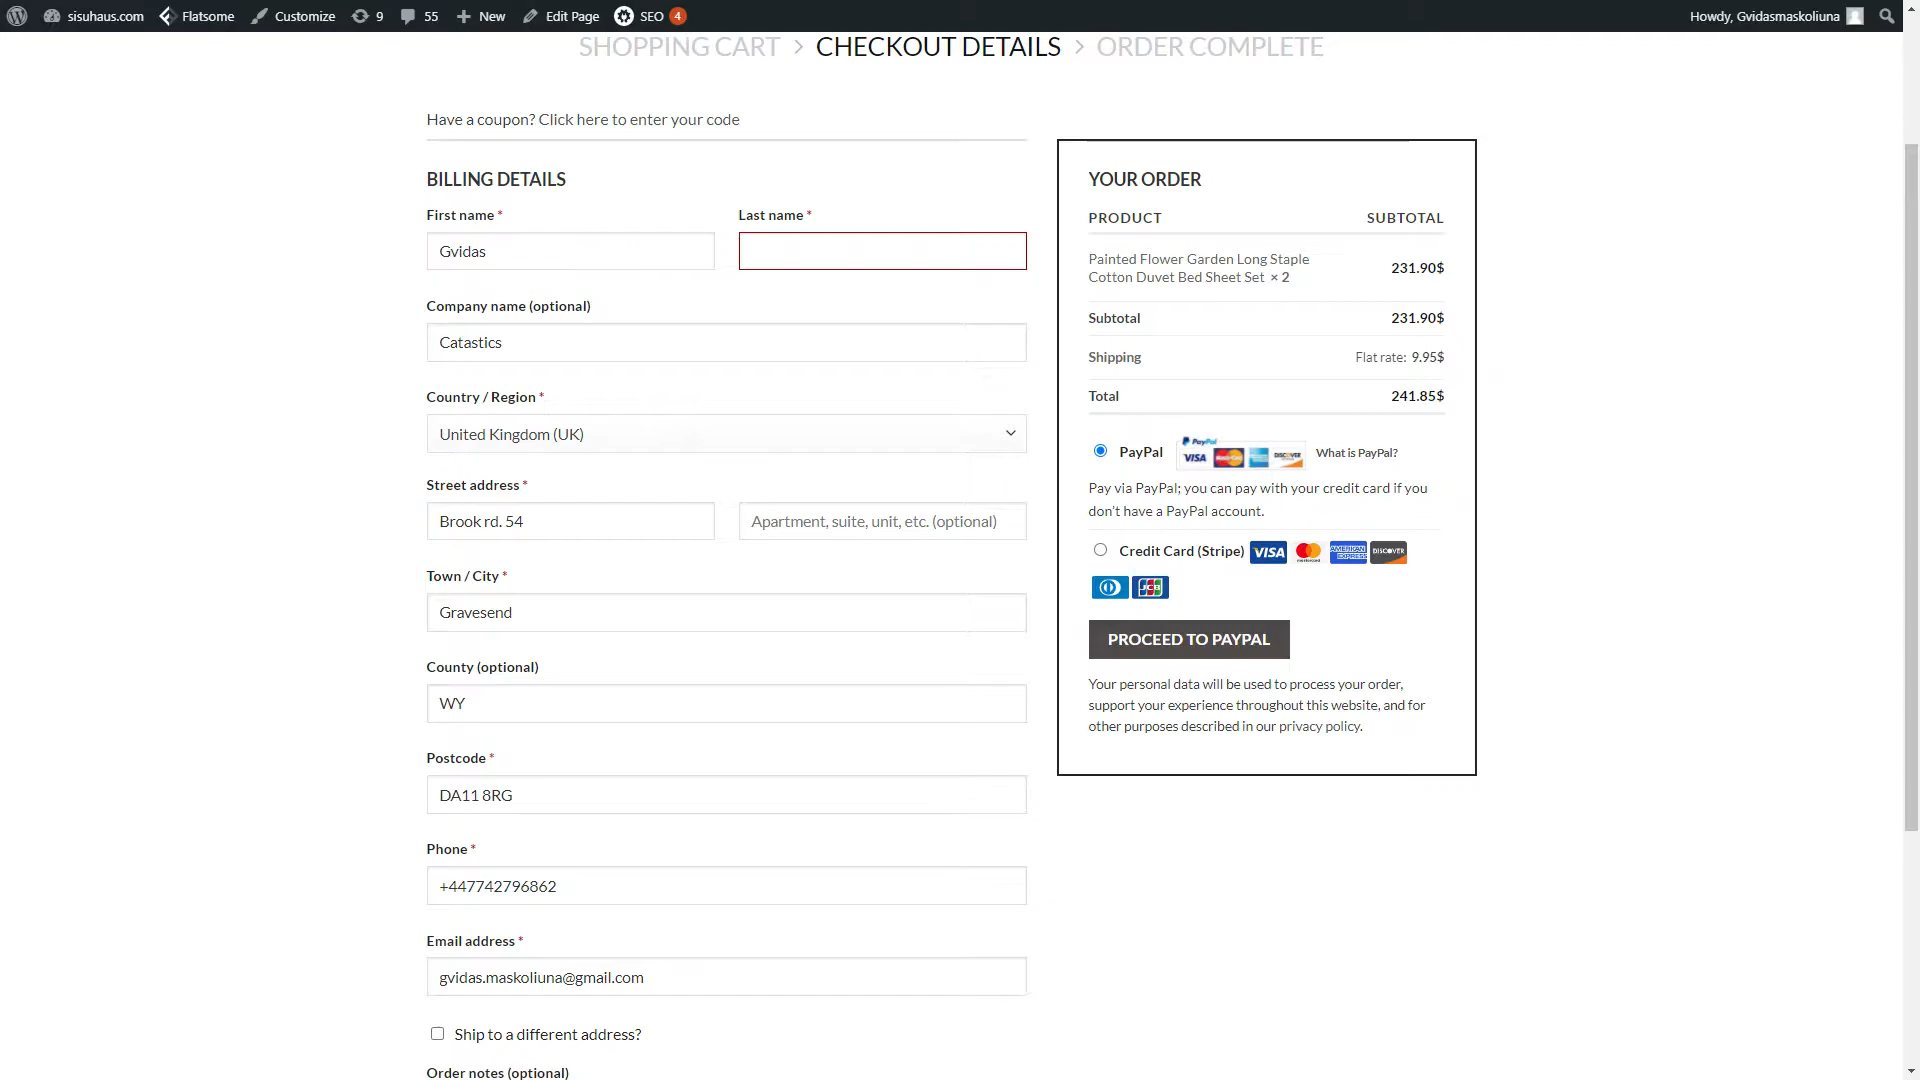 sisuhaus.com Flatsome Customize 9 55 New Edit Page SEO 4 Howdy, Gvidasmaskoliuna
SHOPPING CART > CHECKOUT DETAILS > ORDER COMPLETE
Have a coupon? Click here to enter your code
BILLING DETAILS
First name *
Last name *
Gvidas
Company name (optional)
Catastics
Country / Region *
United Kingdom (UK)
Street address *
Brook rd. 54
Apartment, suite, unit, etc. (optional)
Town / City *
Gravesend
County (optional)
WY
Postcode *
DA11 8RG
Phone *
+447742796862
Email address *
gvidas.maskoliuna@gmail.com
Ship to a different address?
Order notes (optional)
YOUR ORDER
PRODUCT SUBTOTAL
Painted Flower Garden Long Staple
Cotton Duvet Bed Sheet Set × 2
231.90$
Subtotal 231.90$
Shipping Flat rate: 9.95$
Total 241.85$
PayPal
PayPal
VISA MasterCard DISCOVER
What is PayPal?
Pay via PayPal; you can pay with your credit card if you
don't have a PayPal account.
Credit Card (Stripe) VISA mastercard AMERICAN EXPRESS DISCOVER
JCB
PROCEED TO PAYPAL
Your personal data will be used to process your order,
support your experience throughout this website, and for
other purposes described in our privacy policy.